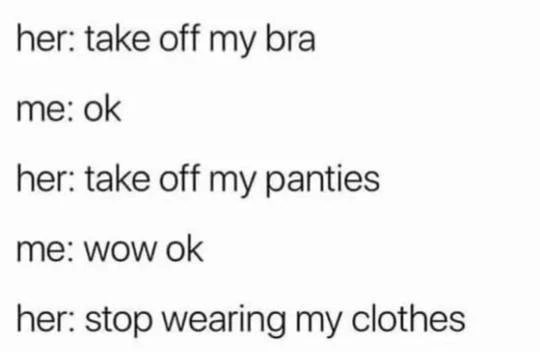 her: take off my bra
me: ok
her: take off my panties
me: wow ok
her: stop wearing my clothes